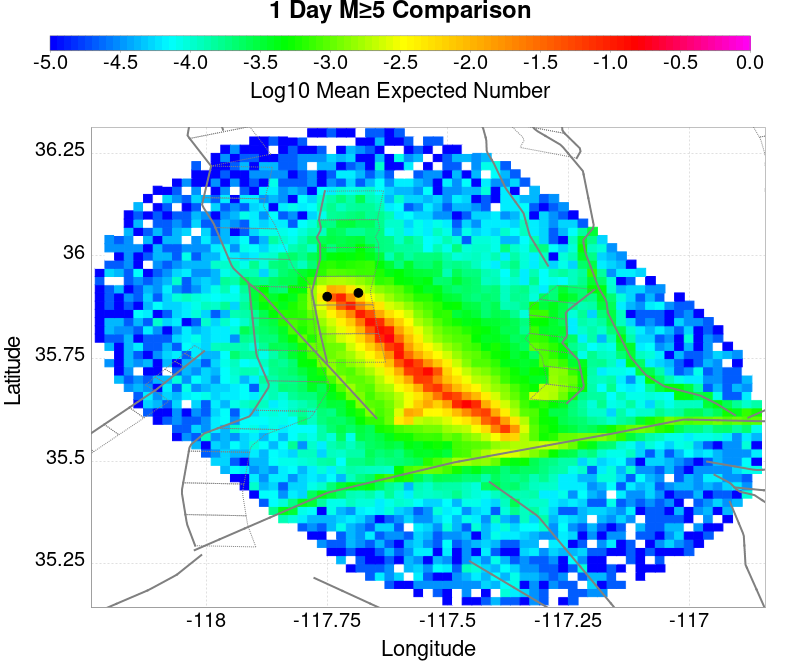 1 Day M≥5 Comparison
-5.0 -4.5 -4.0 -3.5 -3.0 -2.5 -2.0 -1.5 -1.0 -0.5 0.0
Log10 Mean Expected Number
36.25
36
35.75
35.5
35.25
Latitude
-118 -117.75 -117.5 -117.25 -117
Longitude